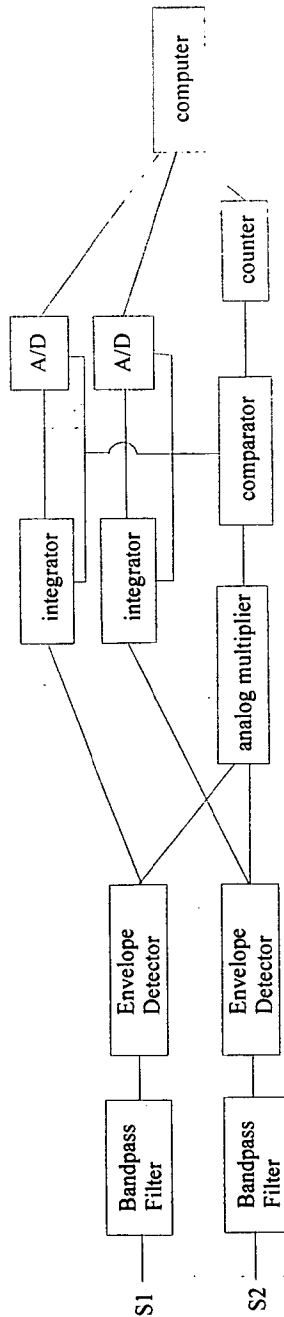 S1
Bandpass
Filter
Envelope
Detector
integrator
A/D
integrator
A/D
computer
S2
Bandpass
Filter
Envelope
Detector
analog multiplier
comparator
counter